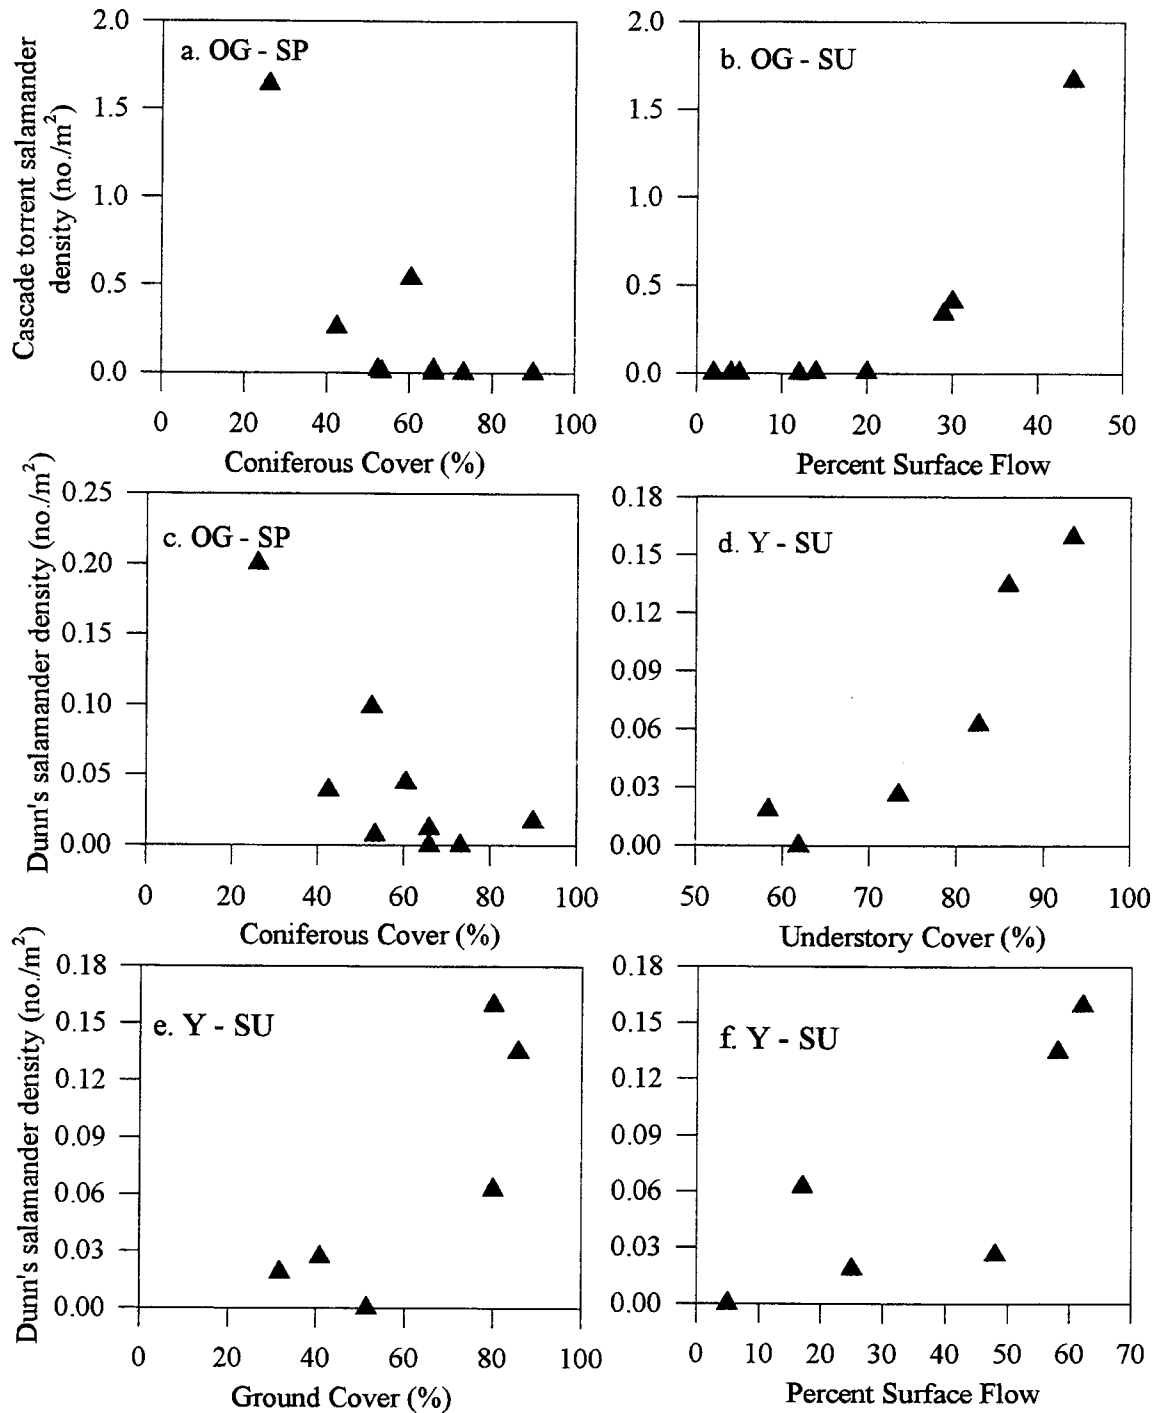 Cascade torrent salamander
density (no./m²)
2.0
1.5
1.0
0.5
0.0
a. OG - SP
0 20 40 60 80 100
Coniferous Cover (%)
2.0
1.5
1.0
0.5
0.0
b. OG - SU
0 10 20 30 40 50
Percent Surface Flow
Dunn's salamander density (no./m²)
0.25
0.20
0.15
0.10
0.05
0.00
c. OG - SP
0 20 40 60 80 100
Coniferous Cover (%)
0.18
0.15
0.12
0.09
0.06
0.03
0.00
d. Y - SU
50 60 70 80 90 100
Understory Cover (%)
Dunn's salamander density (no./m²)
0.18
0.15
0.12
0.09
0.06
0.03
0.00
e. Y - SU
0 20 40 60 80 100
Ground Cover (%)
0.18
0.15
0.12
0.09
0.06
0.03
0.00
f. Y - SU
0 10 20 30 40 50 60 70
Percent Surface Flow